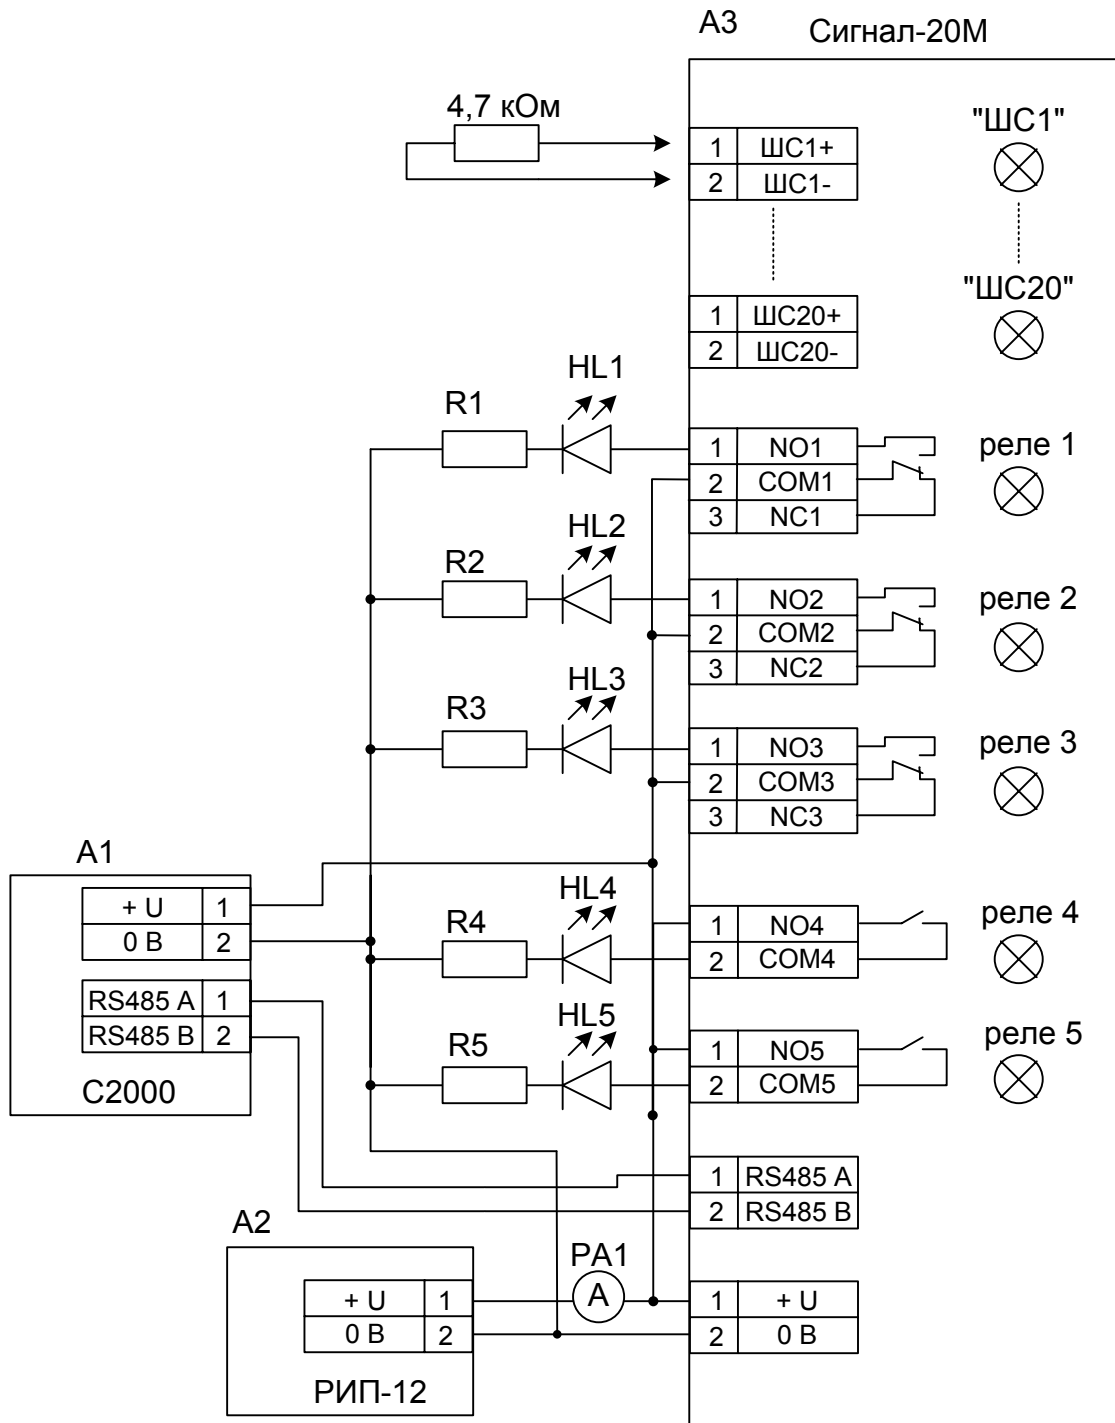 А3 Сигнал-20М
4,7 кОм
"ШС1"
1 ШС1+
2 ШС1-
"ШС20"
1 ШС20+
2 ШС20-
HL1
R1
1 NO1
2 COM1
3 NC1
реле 1
HL2
R2
1 NO2
2 COM2
3 NC2
реле 2
HL3
R3
1 NO3
2 COM3
3 NC3
реле 3
А1
+ U 1
0 В 2
RS485 А 1
RS485 В 2
С2000
HL4
R4
1 NO4
2 COM4
реле 4
HL5
R5
1 NO5
2 COM5
реле 5
1 RS485 А
2 RS485 В
А2
+ U 1
0 В 2
РИП-12
РА1
А
1 + U
2 0 В